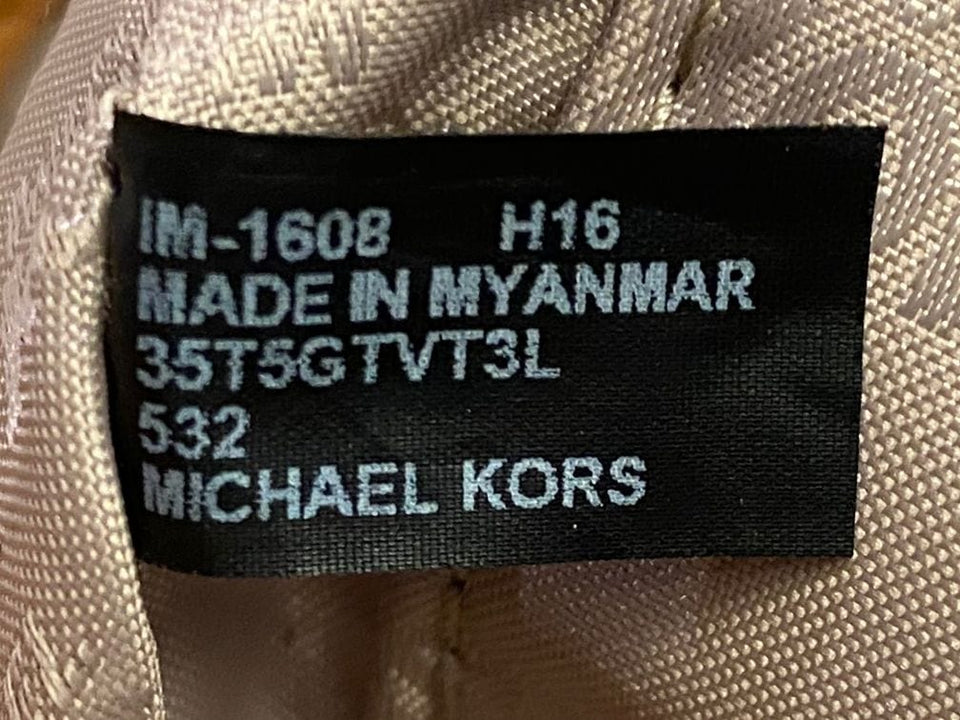 IM-1608 H16
MADE IN MYANMAR
35T5GTVT3L
532
MICHAEL KORS